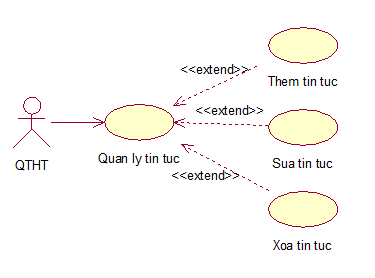 <<extend>>
Them tin tuc
<<extend>>
QTHT
Quan ly tin tuc
Sua tin tuc
<<extend>>
Xoa tin tuc